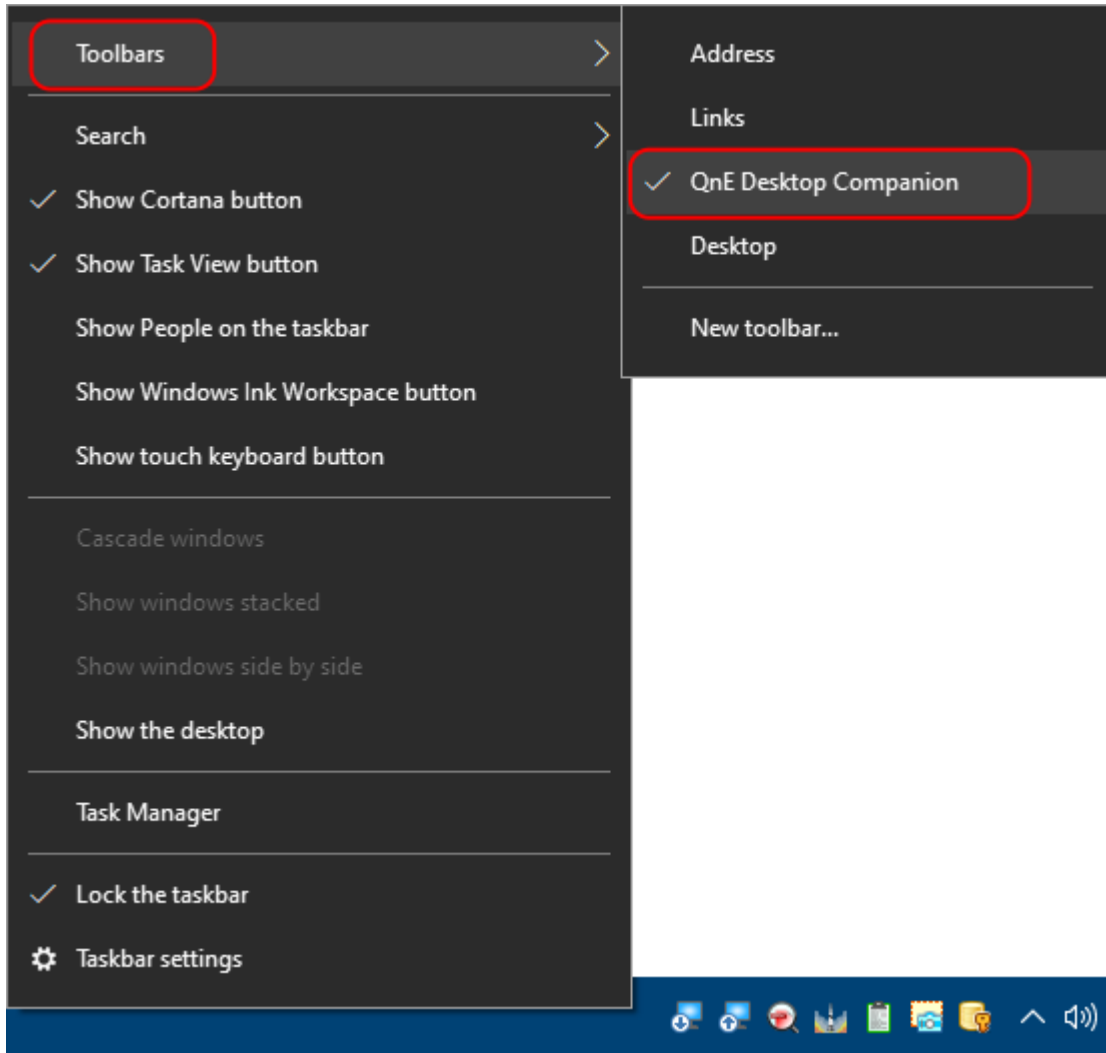 Toolbars
Search
Show Cortana button
Show Task View button
Show People on the taskbar
Show Windows Ink Workspace button
Show touch keyboard button
Cascade windows
Show windows stacked
Show windows side by side
Show the desktop
Task Manager
Lock the taskbar
Taskbar settings
Address
Links
QnE Desktop Companion
Desktop
New toolbar...